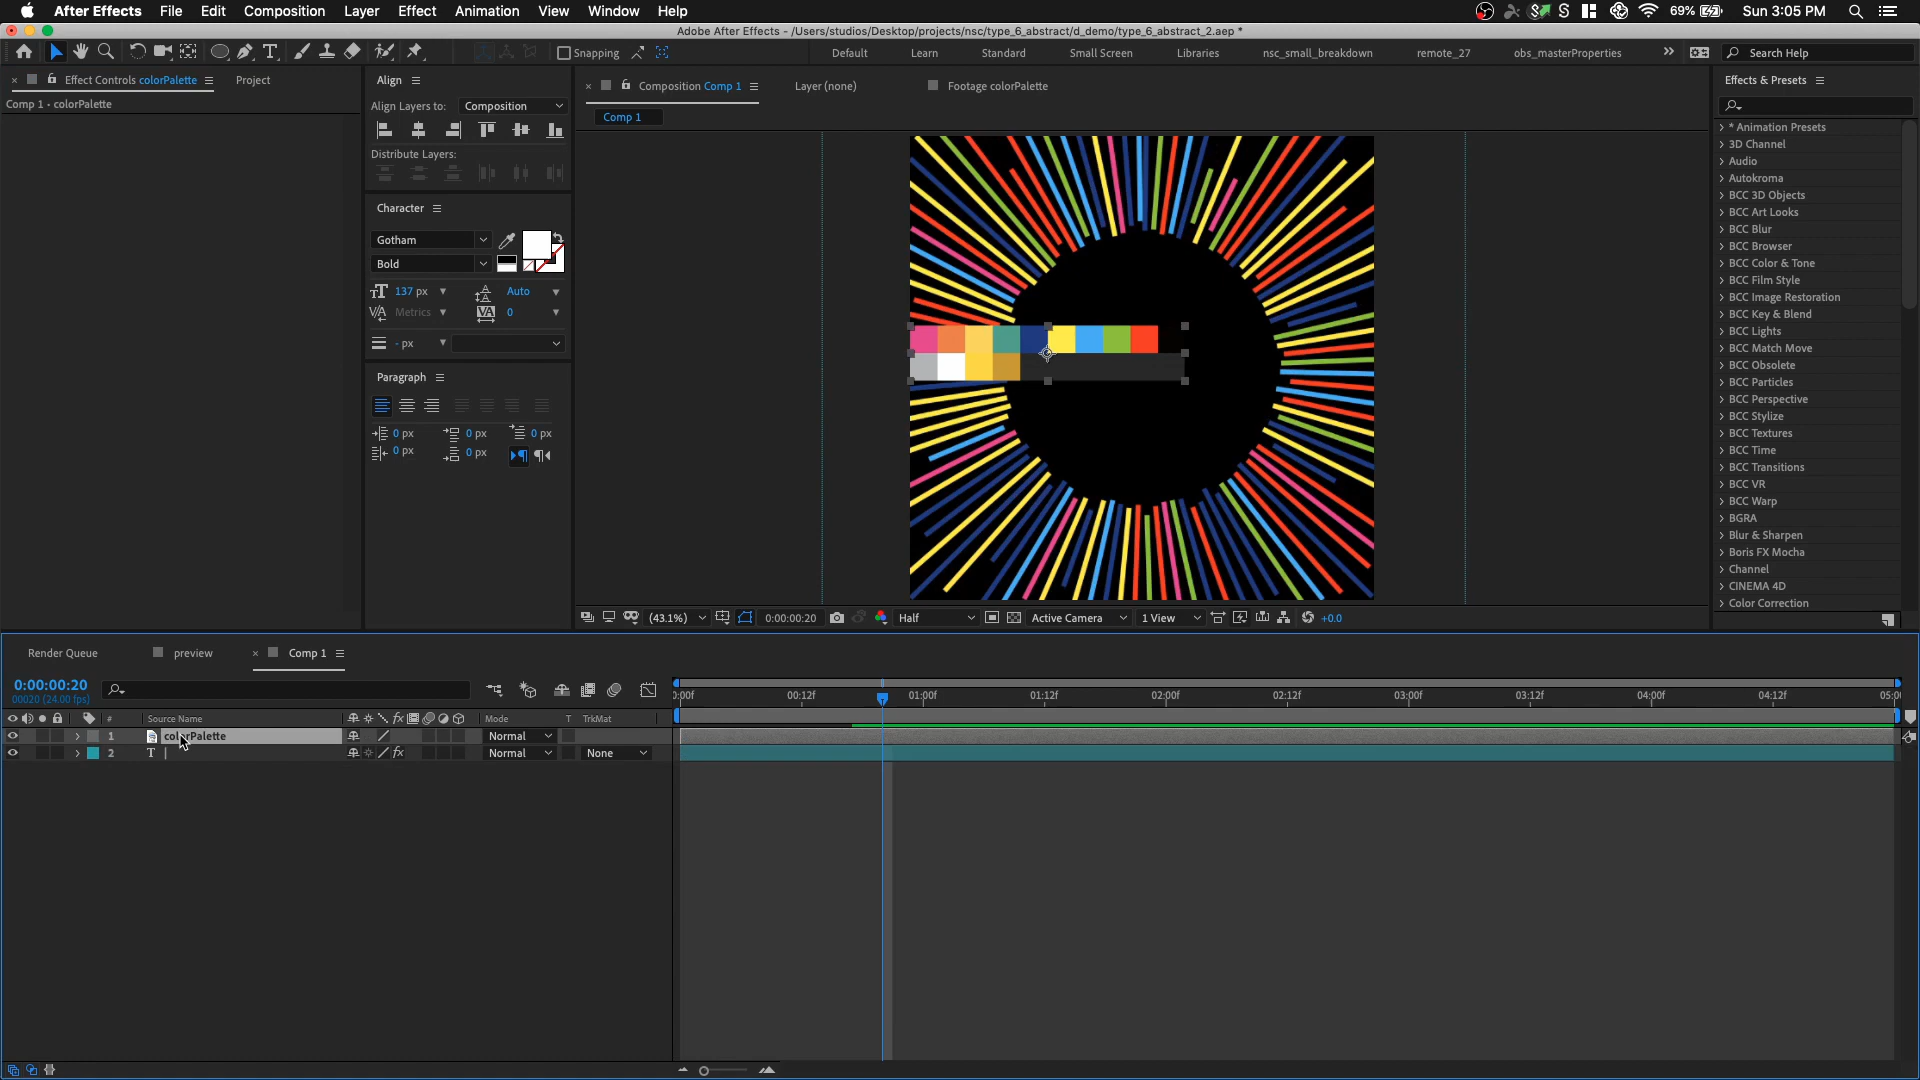 After Effects File Edit Composition Layer Effect Animation View Window Help 69% Sun 3:05 PM
Adobe After Effects - /Users/studios/Desktop/projects/nsc/type_6_abstract/d_demo/type_6_abstract_2.aep *
Snapping Default Learn Standard Small Screen Libraries nsc_small_breakdown remote_27 obs_masterProperties Search Help
Effect Controls colorPalette Project
Comp 1 • colorPalette
Align
Align Layers to: Composition
Distribute Layers:
Character
Gotham
Bold
137 px Auto
Metrics 0
- px
Paragraph
0 px 0 px 0 px
0 px 0 px
Composition Comp 1 Layer (none) Footage colorPalette
Comp 1
(43.1%) 0:00:00:20 Half Active Camera 1 View +0.0
Effects & Presets
* Animation Presets
3D Channel
Audio
Autokroma
BCC 3D Objects
BCC Art Looks
BCC Blur
BCC Browser
BCC Color & Tone
BCC Film Style
BCC Image Restoration
BCC Key & Blend
BCC Lights
BCC Match Move
BCC Obsolete
BCC Particles
BCC Perspective
BCC Stylize
BCC Textures
BCC Time
BCC Transitions
BCC VR
BCC Warp
BGRA
Blur & Sharpen
Boris FX Mocha
Channel
CINEMA 4D
Color Correction
Render Queue preview Comp 1
0:00:00:20
00020 (24.00 fps)
:00f 00:12f 01:00f 01:12f 02:00f 02:12f 03:00f 03:12f 04:00f 04:12f 05:0
# Source Name Mode T TrkMat
1 colorPalette Normal
2 T | Normal None